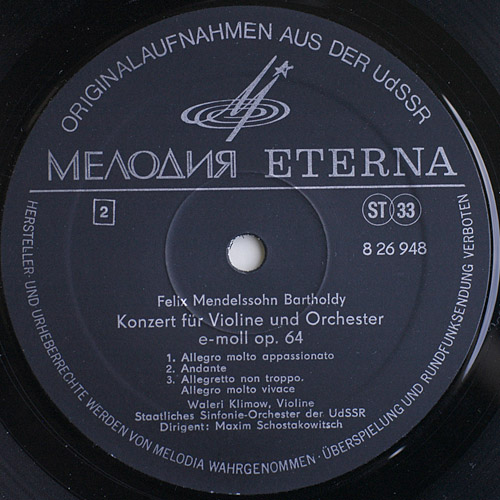 ORIGINALAUFNAHMEN AUS DER UdSSR
МЕЛОДИЯ ETERNA
2
ST 33
8 26 948
Felix Mendelssohn Bartholdy
Konzert für Violine und Orchester
e-moll op. 64
1. Allegro molto appassionato
2. Andante
3. Allegretto non troppo.
Allegro molto vivace
Waleri Klimow, Violine
Staatliches Sinfonie-Orchester der UdSSR
Dirigent: Maxim Schostakowitsch
HERSTELLER- UND URHEBERRECHTE WERDEN VON MELODIA WAHRGENOMMEN · ÜBERSPIELUNG UND RUNDFUNKSENDUNG VERBOTEN